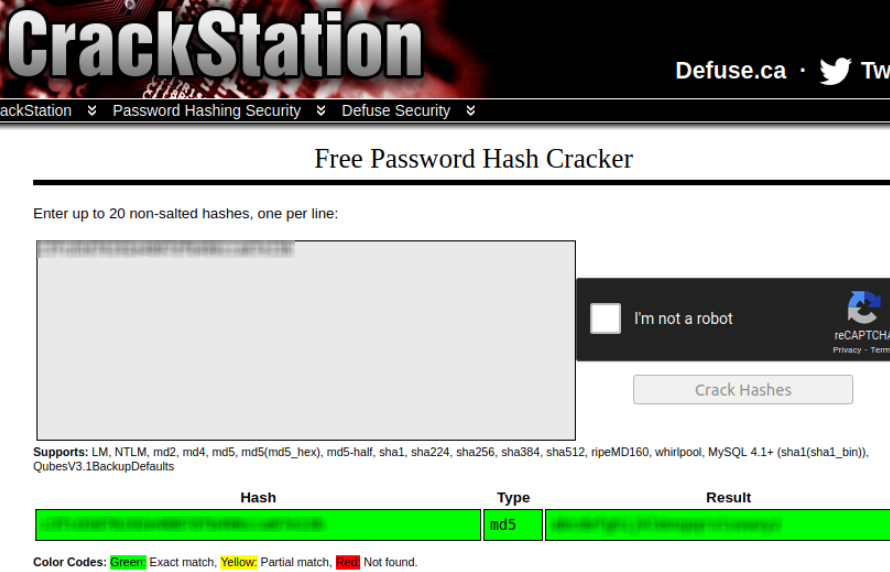 CrackStation
Defuse.ca · Tw
ackStation Password Hashing Security Defuse Security
Free Password Hash Cracker
Enter up to 20 non-salted hashes, one per line:
I'm not a robot
reCAPTCHA
Privacy - Term
Crack Hashes
Supports: LM, NTLM, md2, md4, md5, md5(md5_hex), md5-half, sha1, sha224, sha256, sha384, sha512, ripeMD160, whirlpool, MySQL 4.1+ (sha1(sha1_bin)),
QubesV3.1BackupDefaults
Hash Type Result
md5
Color Codes: Green: Exact match, Yellow: Partial match, Red: Not found.